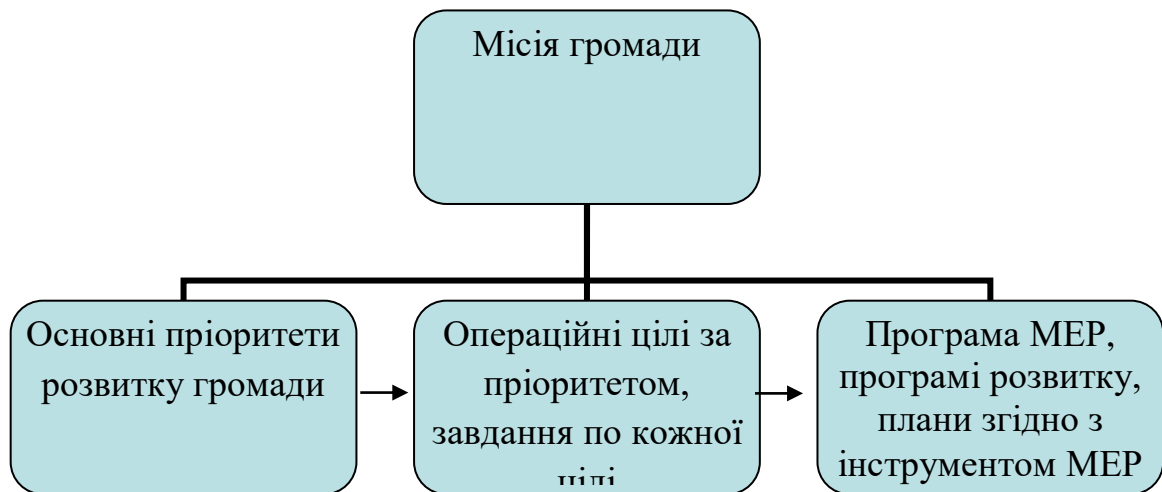 Місія громади
Основні пріоритети
розвитку громади
Операційні цілі за
пріоритетом,
завдання по кожної
цілі
Програма МЕР,
програмі розвитку,
плани згідно з
інструментом МЕР